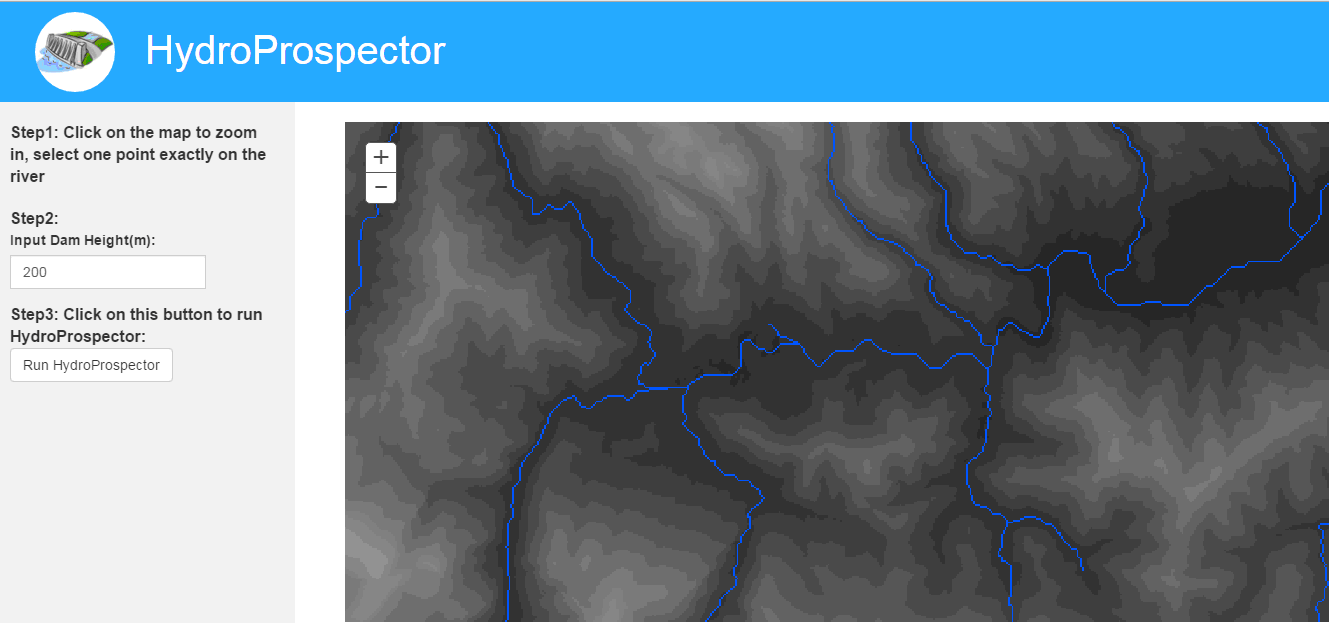 HydroProspector
Step1: Click on the map to zoom
in, select one point exactly on the
river
Step2:
Input Dam Height(m):
200
Step3: Click on this button to run
HydroProspector:
Run HydroProspector
+
−